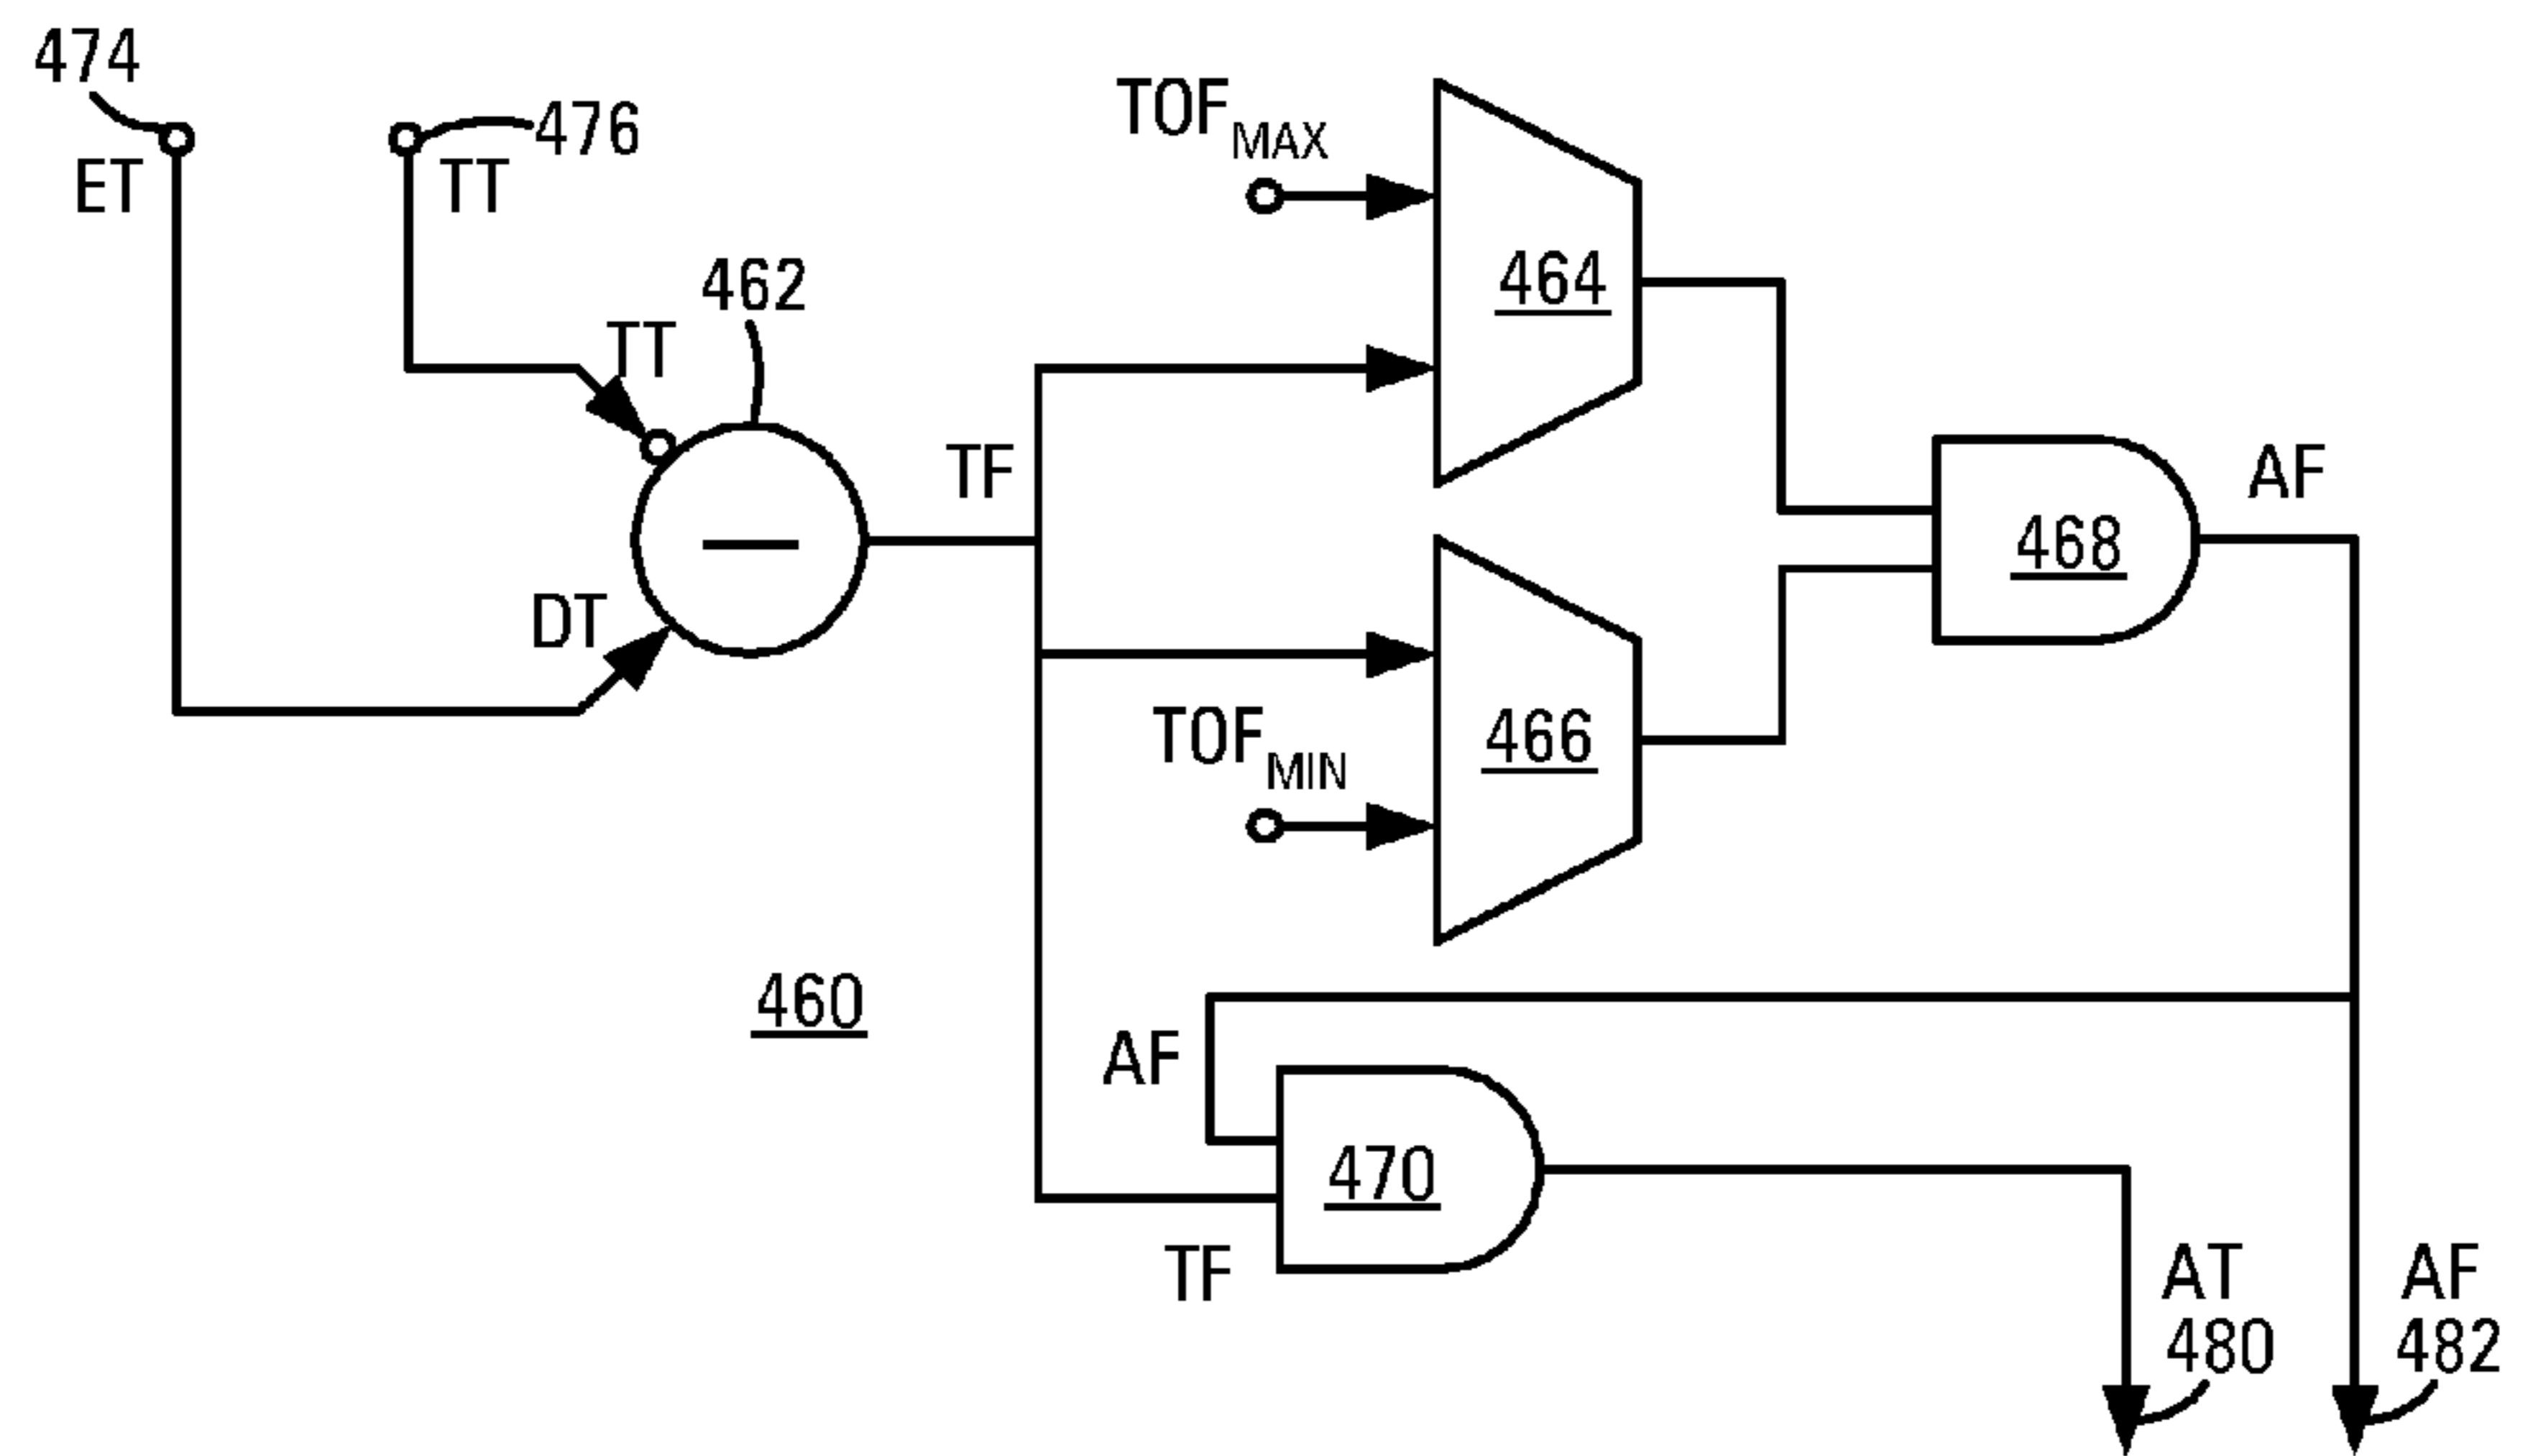 474
476
ET
TT
TOF MAX
462
464
TT
TF
468
AF
DT
TOF MIN
466
460
AF
470
TF
AT
480
AF
482